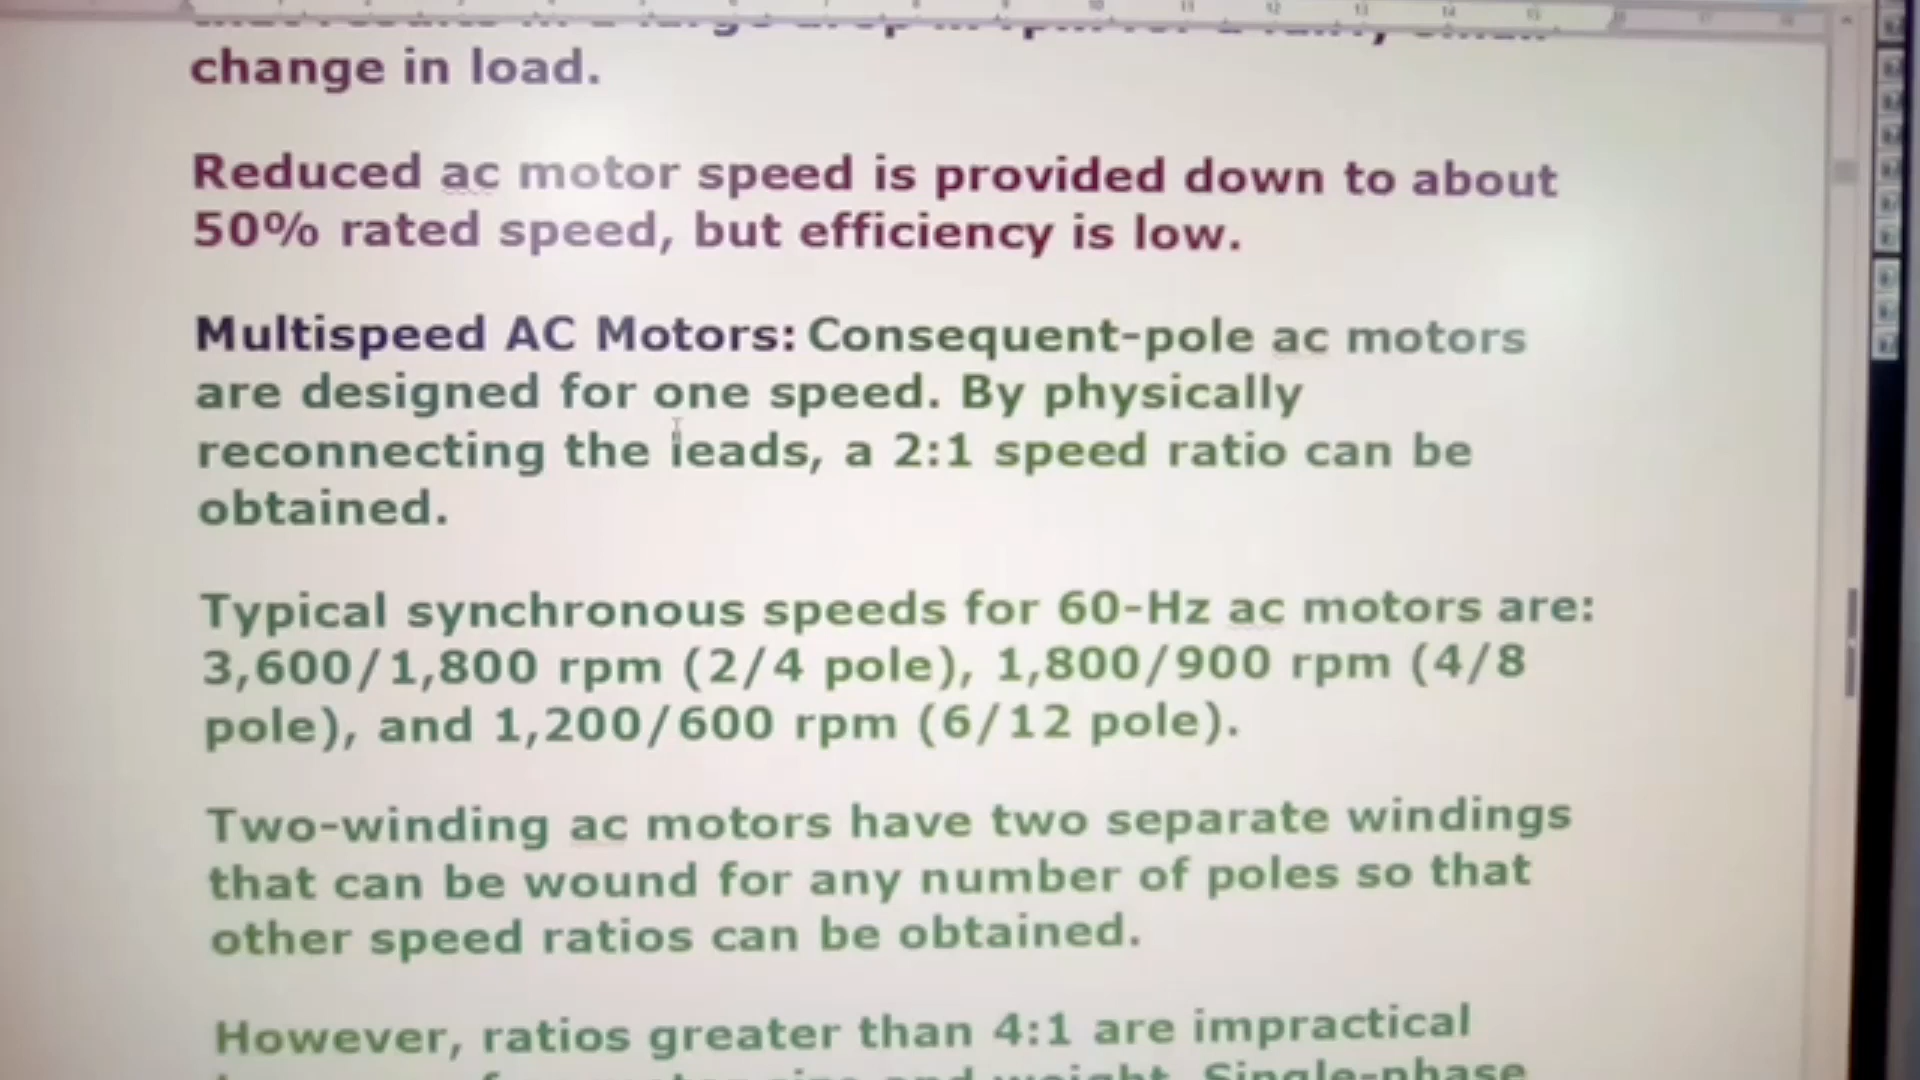 change in load.
Reduced ac motor speed is provided down to about
50% rated speed, but efficiency is low.
Multispeed AC Motors: Consequent-pole ac motors
are designed for one speed. By physically
reconnecting the leads, a 2:1 speed ratio can be
obtained.
Typical synchronous speeds for 60-Hz ac motors are:
3,600/1,800 rpm (2/4 pole), 1,800/900 rpm (4/8
pole), and 1,200/600 rpm (6/12 pole).
Two-winding ac motors have two separate windings
that can be wound for any number of poles so that
other speed ratios can be obtained.
However, ratios greater than 4:1 are impractical
size and weight. Single-phase